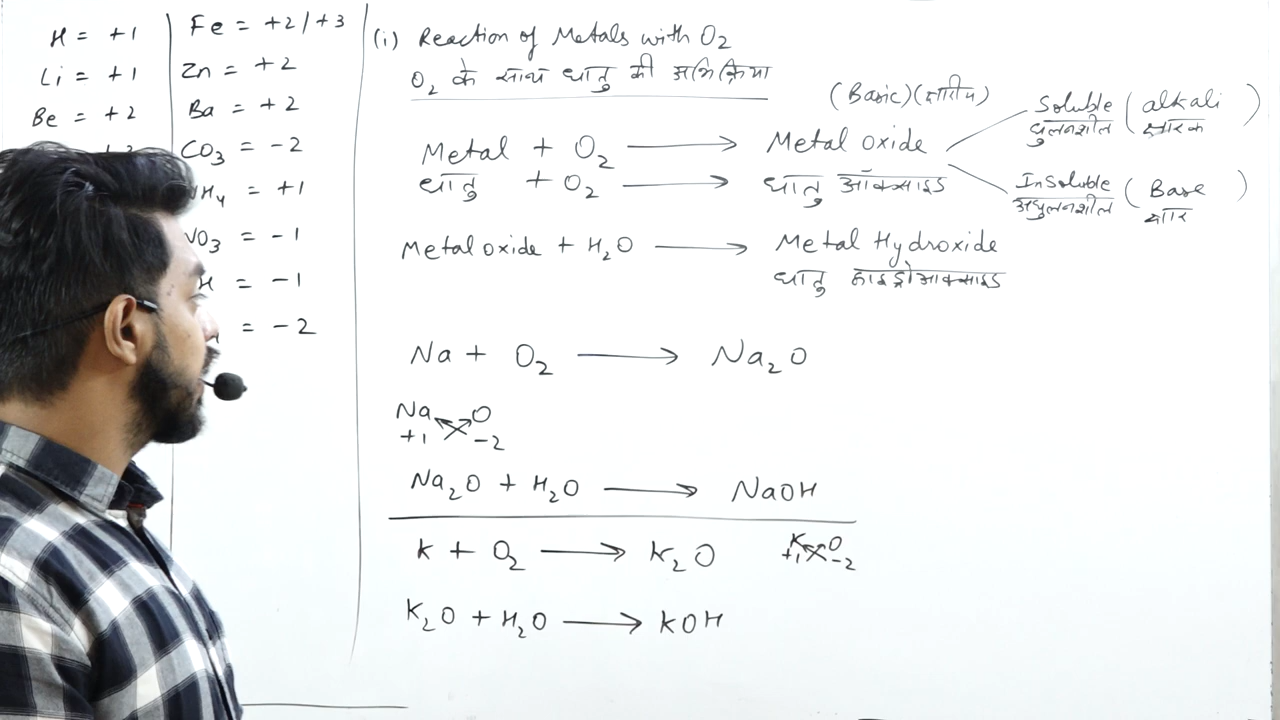 H = +1
Li = +1
Be = +2
Fe = +2/+3
Zn = +2
Ba = +2
CO₃ = -2
H₄ = +1
NO₃ = -1
= -1
= -2
(i) Reaction of Metals with O₂
O₂ के साथ धातु की अभिक्रिया
(Basic) (क्षारीय)
Metal + O₂ ⟶ Metal oxide
धातु + O₂ ⟶ धातु ऑक्साइड
Soluble (alkali)
घुलनशील क्षारक
InSoluble (Base)
अघुलनशील क्षार
Metal oxide + H₂O ⟶ Metal Hydroxide
धातु हाइड्रोआक्साइड
Na + O₂ ⟶ Na₂O
Na O
+1 -2
Na₂O + H₂O ⟶ NaOH
K + O₂ ⟶ K₂O
K O
+1 -2
K₂O + H₂O ⟶ KOH